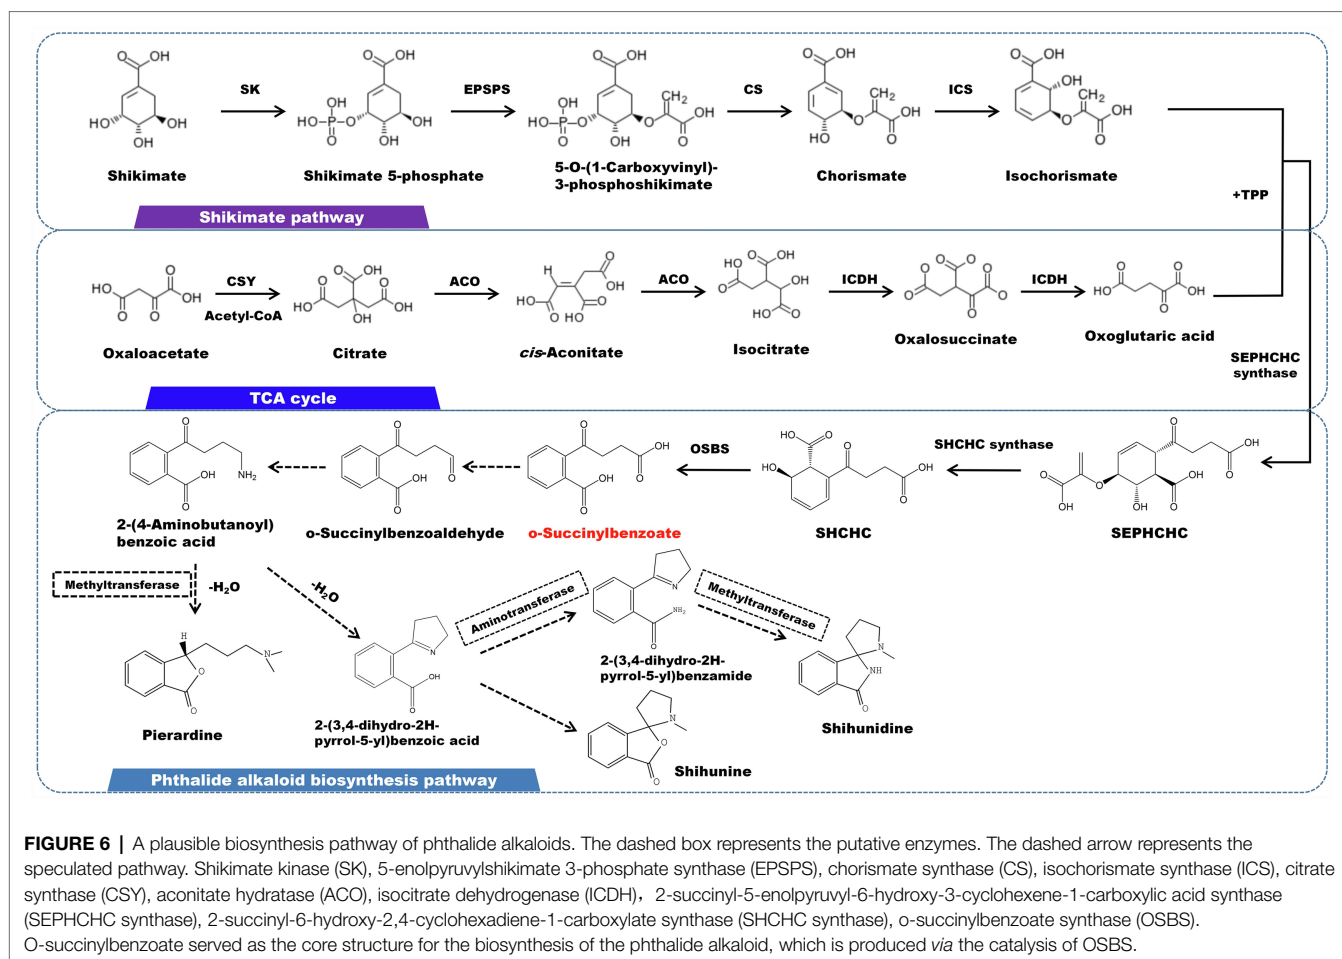 SK
EPSPS
CS
ICS
Shikimate
Shikimate 5-phosphate
5-O-(1-Carboxyvinyl)-
3-phosphoshikimate
Chorismate
Isochorismate
+TPP
Shikimate pathway
CSY
Acetyl-CoA
ACO
ACO
ICDH
ICDH
Oxaloacetate
Citrate
cis-Aconitate
Isocitrate
Oxalosuccinate
Oxoglutaric acid
SEPHCHC
synthase
TCA cycle
OSBS
SHCHC synthase
2-(4-Aminobutanoyl)
benzoic acid
o-Succinylbenzoaldehyde
o-Succinylbenzoate
SHCHC
SEPHCHC
Methyltransferase
-H2O
-H2O
Aminotransferase
Methyltransferase
2-(3,4-dihydro-2H-
pyrrol-5-yl)benzamide
Pierardine
2-(3,4-dihydro-2H-
pyrrol-5-yl)benzoic acid
Shihunine
Shihunidine
Phthalide alkaloid biosynthesis pathway
FIGURE 6 | A plausible biosynthesis pathway of phthalide alkaloids. The dashed box represents the putative enzymes. The dashed arrow represents the
speculated pathway. Shikimate kinase (SK), 5-enolpyruvylshikimate 3-phosphate synthase (EPSPS), chorismate synthase (CS), isochorismate synthase (ICS), citrate
synthase (CSY), aconitate hydratase (ACO), isocitrate dehydrogenase (ICDH)，2-succinyl-5-enolpyruvyl-6-hydroxy-3-cyclohexene-1-carboxylic acid synthase
(SEPHCHC synthase), 2-succinyl-6-hydroxy-2,4-cyclohexadiene-1-carboxylate synthase (SHCHC synthase), o-succinylbenzoate synthase (OSBS).
O-succinylbenzoate served as the core structure for the biosynthesis of the phthalide alkaloid, which is produced via the catalysis of OSBS.